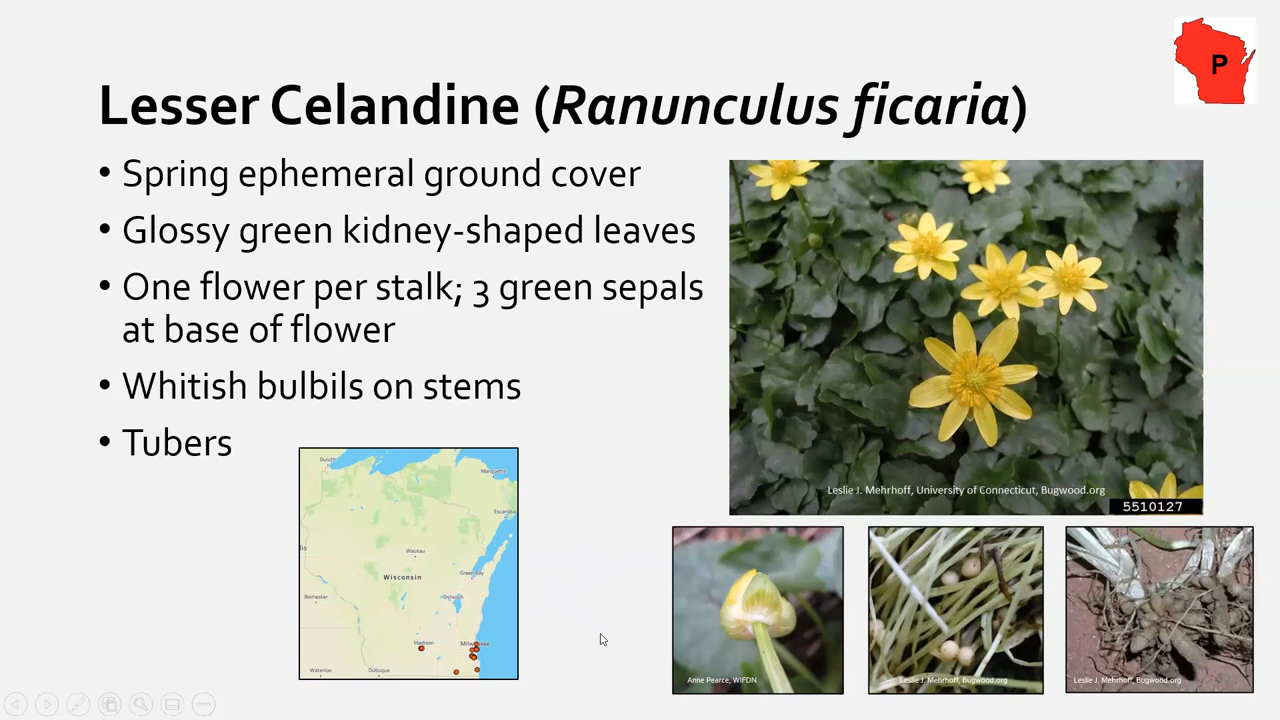 P
Lesser Celandine (Ranunculus ficaria)
• Spring ephemeral ground cover
• Glossy green kidney-shaped leaves
• One flower per stalk; 3 green sepals
at base of flower
• Whitish bulbils on stems
• Tubers
Leslie J. Mehrhoff, University of Connecticut, Bugwood.org
5510127
Duluth
Marquette
Escanaba
Wausau
Wisconsin
Green Bay
Rochester
Oshkosh
Madison
Milwaukee
Waterloo
Dubuque
Anne Pearce, WIFDN
Leslie J. Mehrhoff, Bugwood.org
Leslie J. Mehrhoff, Bugwood.org